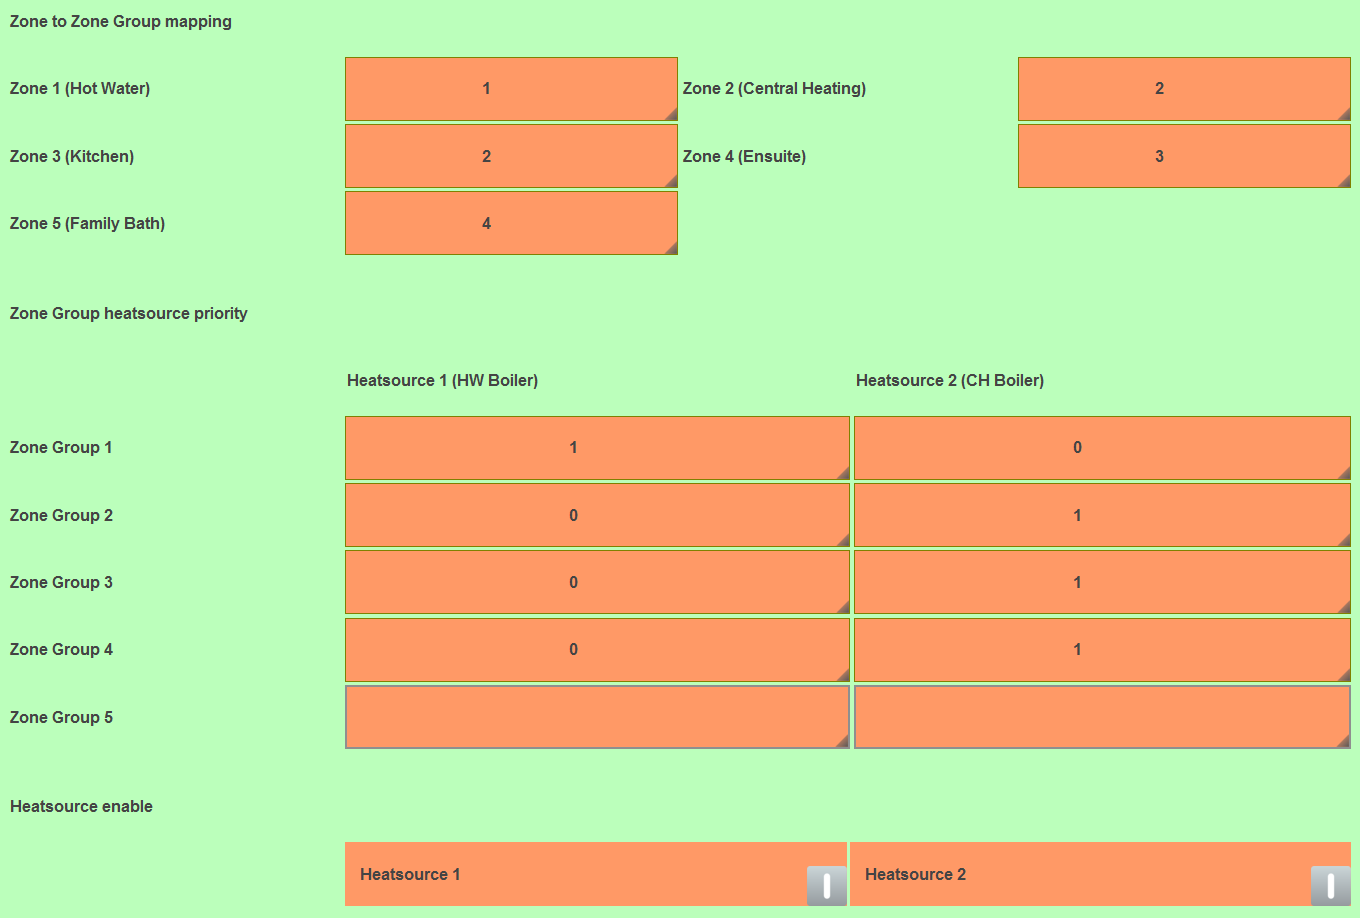 Zone to Zone Group mapping
Zone 1 (Hot Water) 1 Zone 2 (Central Heating) 2
Zone 3 (Kitchen) 2 Zone 4 (Ensuite) 3
Zone 5 (Family Bath) 4
Zone Group heatsource priority
Heatsource 1 (HW Boiler) Heatsource 2 (CH Boiler)
Zone Group 1 1 0
Zone Group 2 0 1
Zone Group 3 0 1
Zone Group 4 0 1
Zone Group 5
Heatsource enable
Heatsource 1 Heatsource 2